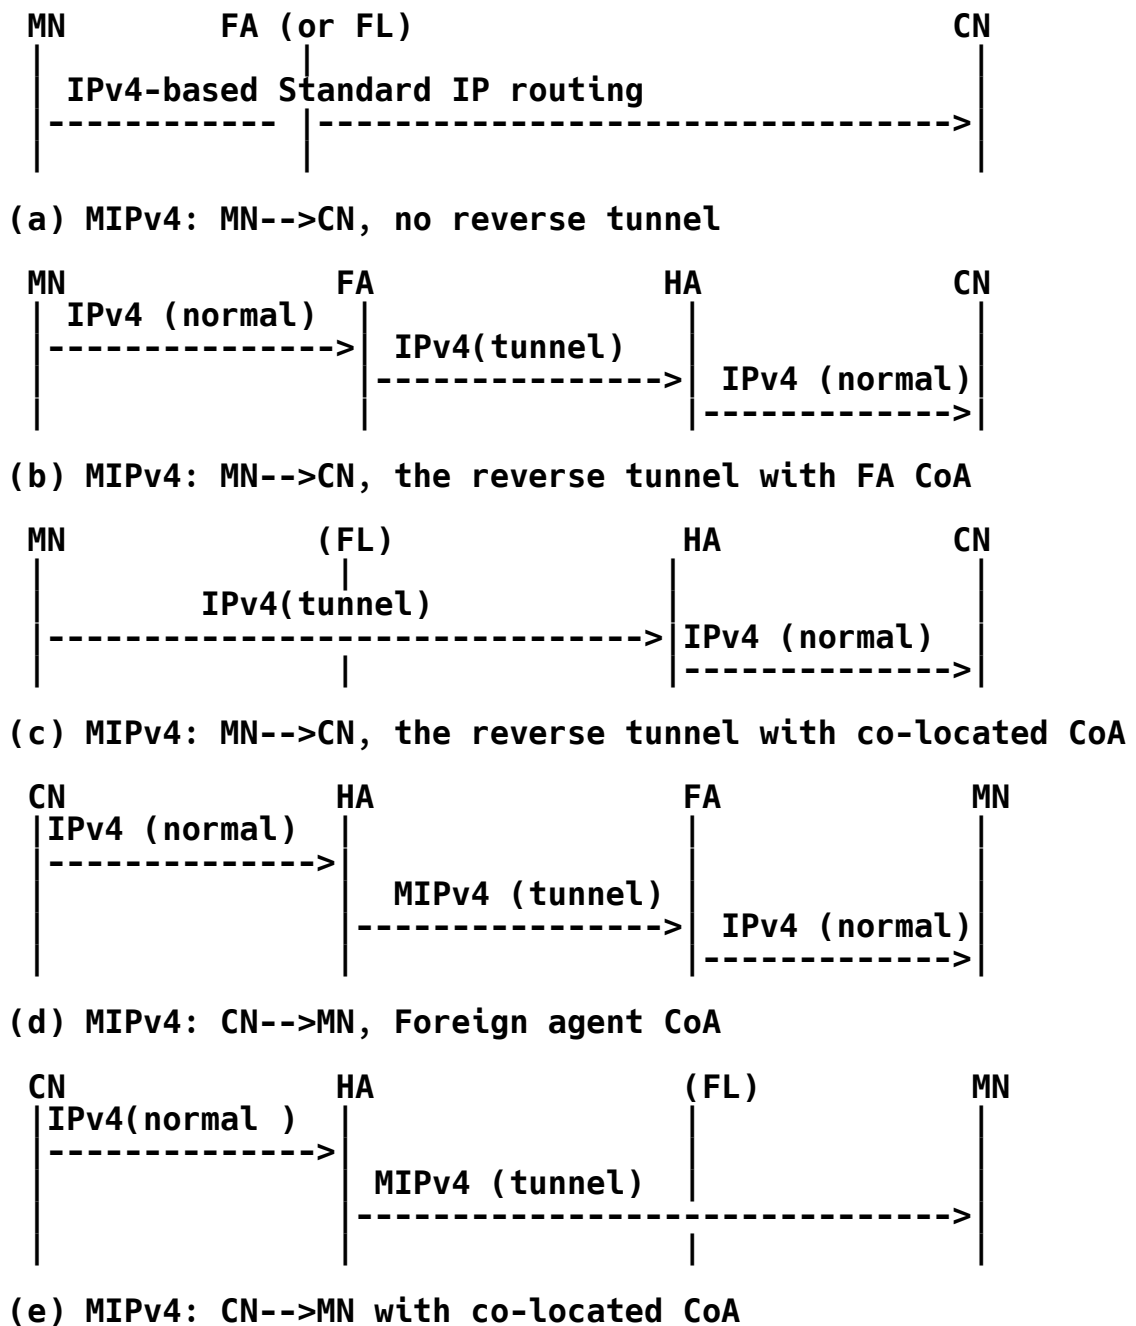 MN FA (or FL) CN
IPv4-based Standard IP routing
(a) MIPv4: MN-->CN, no reverse tunnel
MN FA HA CN
IPv4 (normal)
IPv4(tunnel)
IPv4 (normal)
(b) MIPv4: MN-->CN, the reverse tunnel with FA CoA
MN (FL) HA CN
IPv4(tunnel)
IPv4 (normal)
(c) MIPv4: MN-->CN, the reverse tunnel with co-located CoA
CN HA FA MN
IPv4 (normal)
MIPv4 (tunnel)
IPv4 (normal)
(d) MIPv4: CN-->MN, Foreign agent CoA
CN HA (FL) MN
IPv4(normal )
MIPv4 (tunnel)
(e) MIPv4: CN-->MN with co-located CoA